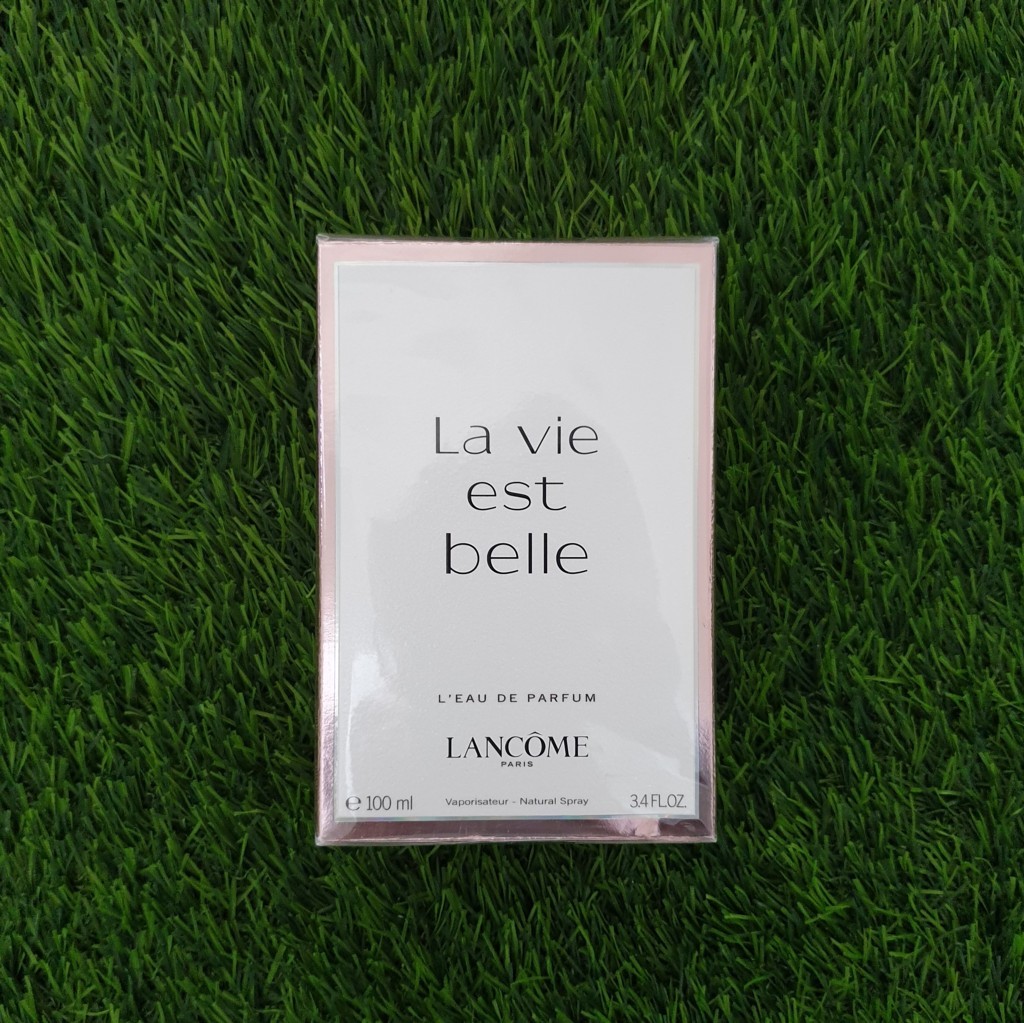 La vie
est
belle
L'EAU DE PARFUM
LANCÔME
PARIS
℮ 100 ml Vaporisateur - Natural Spray 3.4 FL.OZ.